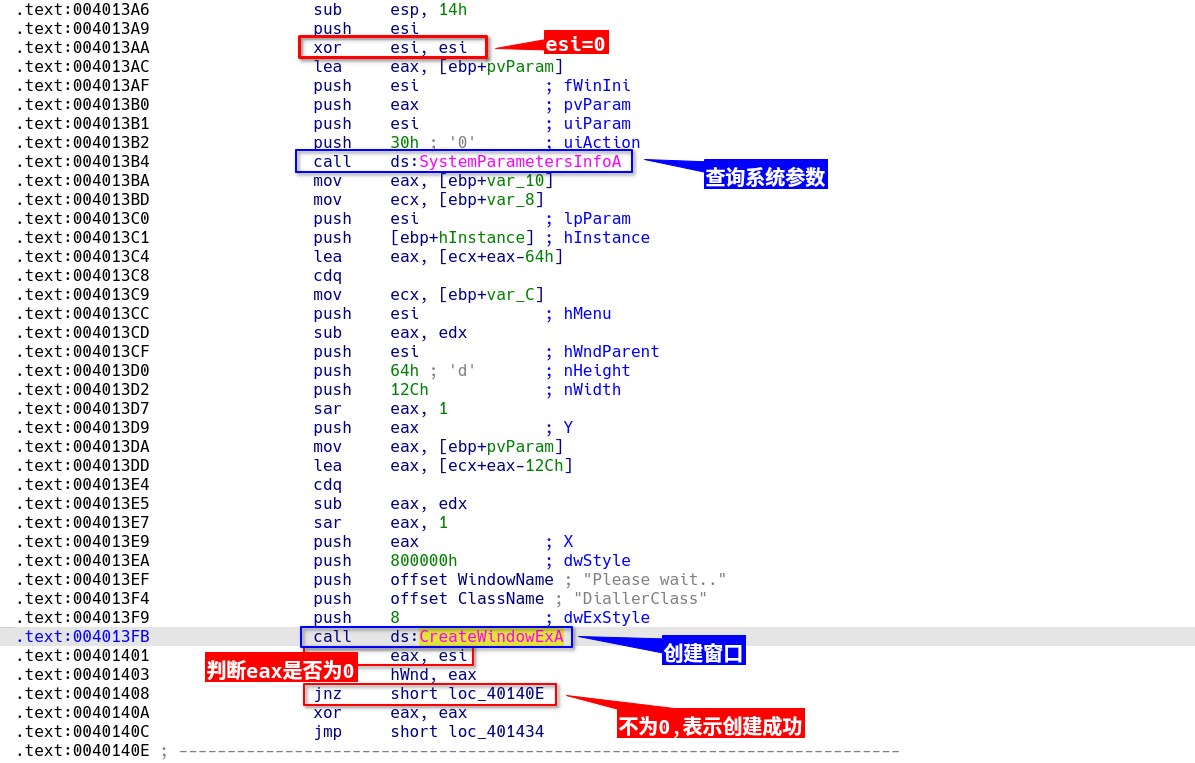 .text:004013A6 sub esp, 14h
.text:004013A9 push esi
.text:004013AA xor esi, esi esi=0
.text:004013AC lea eax, [ebp+pvParam]
.text:004013AF push esi ; fWinIni
.text:004013B0 push eax ; pvParam
.text:004013B1 push esi ; uiParam
.text:004013B2 push 30h ; '0' ; uiAction
.text:004013B4 call ds:SystemParametersInfoA 查询系统参数
.text:004013BA mov eax, [ebp+var_10]
.text:004013BD mov ecx, [ebp+var_8]
.text:004013C0 push esi ; lpParam
.text:004013C1 push [ebp+hInstance] ; hInstance
.text:004013C4 lea eax, [ecx+eax-64h]
.text:004013C8 cdq
.text:004013C9 mov ecx, [ebp+var_C]
.text:004013CC push esi ; hMenu
.text:004013CD sub eax, edx
.text:004013CF push esi ; hWndParent
.text:004013D0 push 64h ; 'd' ; nHeight
.text:004013D2 push 12Ch ; nWidth
.text:004013D7 sar eax, 1
.text:004013D9 push eax ; Y
.text:004013DA mov eax, [ebp+pvParam]
.text:004013DD lea eax, [ecx+eax-12Ch]
.text:004013E4 cdq
.text:004013E5 sub eax, edx
.text:004013E7 sar eax, 1
.text:004013E9 push eax ; X
.text:004013EA push 800000h ; dwStyle
.text:004013EF push offset WindowName ; "Please wait.."
.text:004013F4 push offset ClassName ; "DiallerClass"
.text:004013F9 push 8 ; dwExStyle
.text:004013FB call ds:CreateWindowExA 创建窗口
.text:00401401 eax, esi
判断eax是否为0
.text:00401403 hWnd, eax
.text:00401408 jnz short loc_40140E
.text:0040140A xor eax, eax 不为0,表示创建成功
.text:0040140C jmp short loc_401434
.text:0040140E ; ---------------------------------------------------------------------------